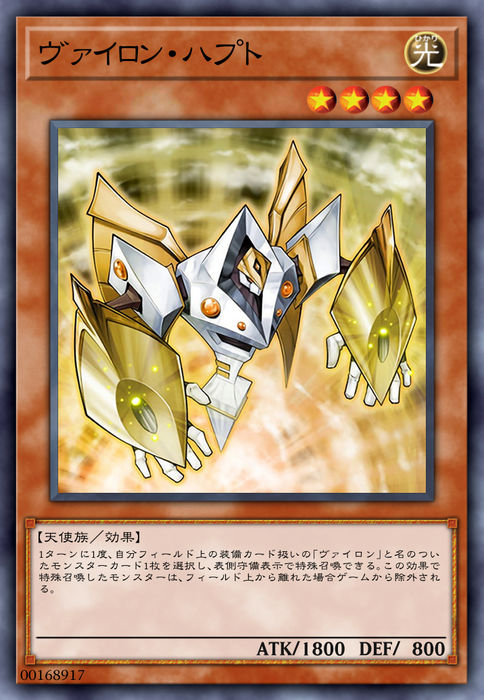 ヴァイロン・ハプト
ひかり
光
【天使族／効果】
1ターンに1度、自分フィールド上の装備カード扱いの「ヴァイロン」と名のつい
たモンスターカード1枚を選択し、表側守備表示で特殊召喚できる。この効果で
特殊召喚したモンスターは、フィールド上から離れた場合ゲームから除外され
る。
ATK/1800 DEF/ 800
00168917